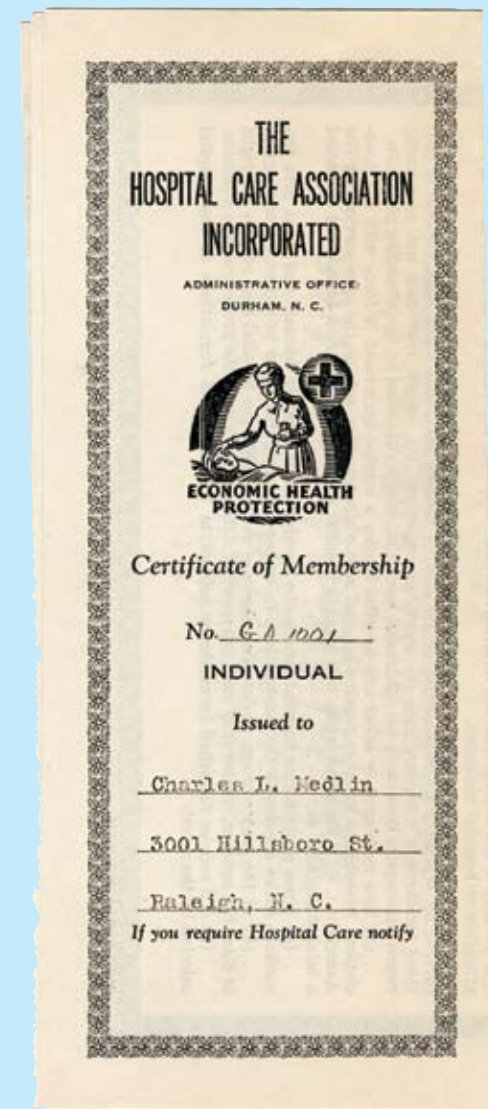 THE
HOSPITAL CARE ASSOCIATION
INCORPORATED
ADMINISTRATIVE OFFICE:
DURHAM, N. C.
ECONOMIC HEALTH
PROTECTION
Certificate of Membership
No. GA 1001
INDIVIDUAL
Issued to
Charles L. Medlin
3001 Hillsboro St.
Raleigh, N. C.
If you require Hospital Care notify